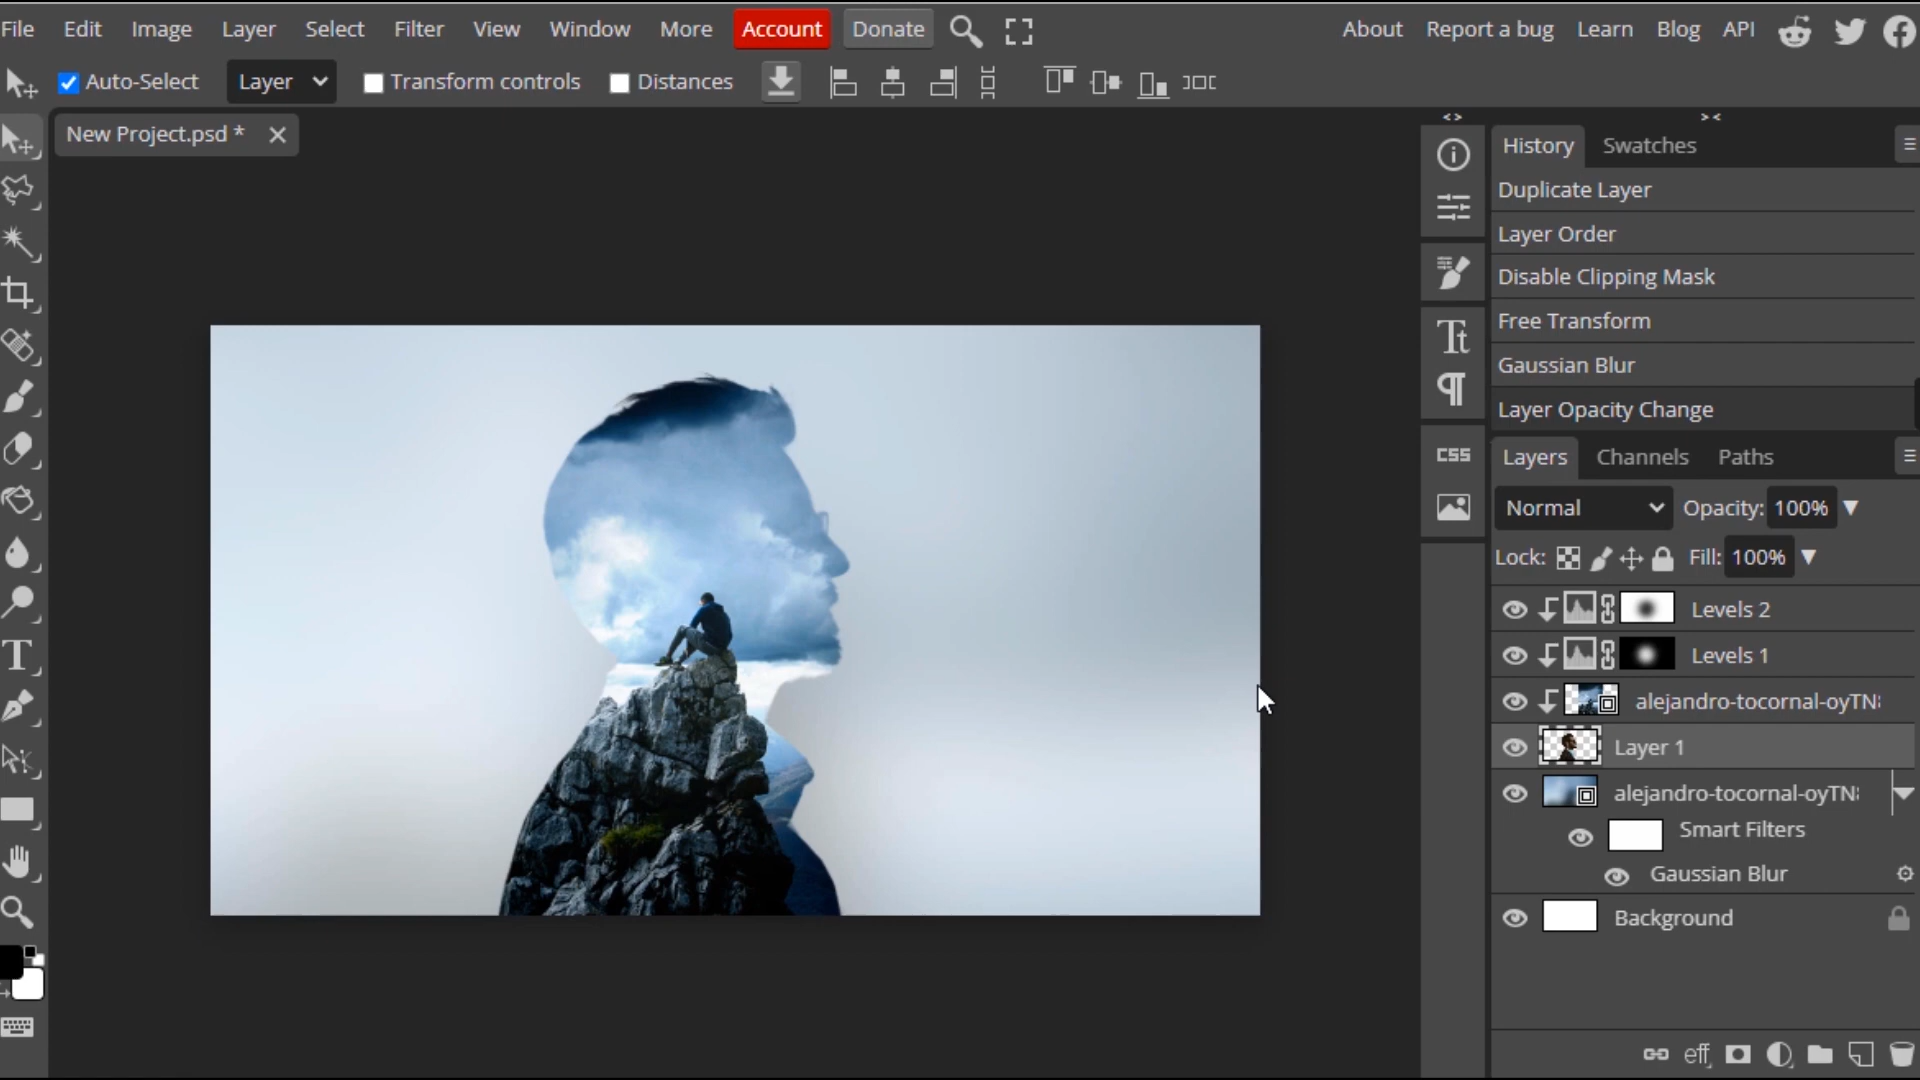 File Edit Image Layer Select Filter View Window More Account Donate About Report a bug Learn Blog API
Auto-Select Layer Transform controls Distances
New Project.psd *
History Swatches
Duplicate Layer
Layer Order
Disable Clipping Mask
Free Transform
Gaussian Blur
Layer Opacity Change
CSS
Layers Channels Paths
Normal Opacity: 100%
Lock: Fill: 100%
Levels 2
Levels 1
alejandro-tocornal-oyTN
Layer 1
alejandro-tocornal-oyTN
Smart Filters
Gaussian Blur
Background
eff